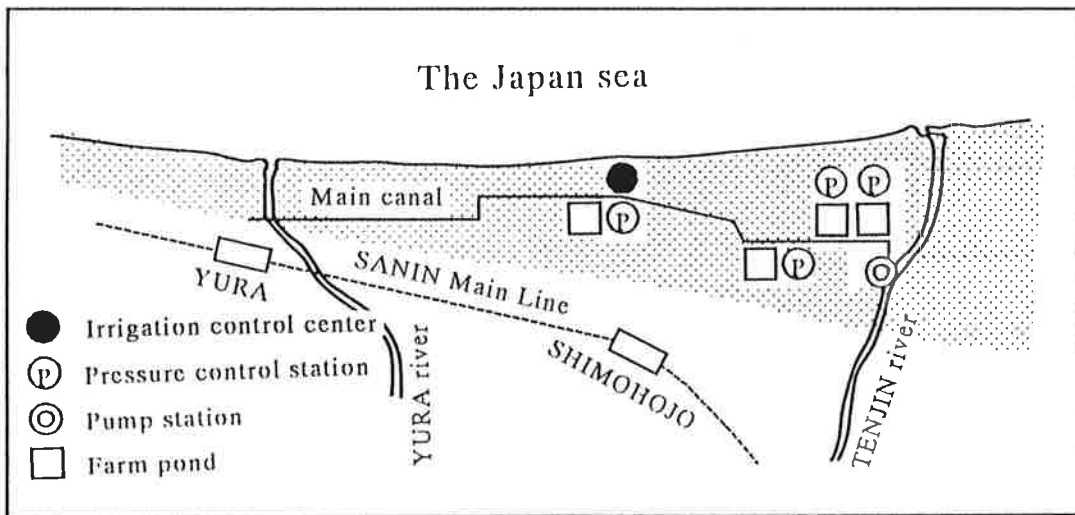 The Japan sea
Main canal
p p
p
p
YURA
SANIN Main Line
SHIMOHOJO
YURA river
TENJIN river
Irrigation control center
p Pressure control station
Pump station
Farm pond